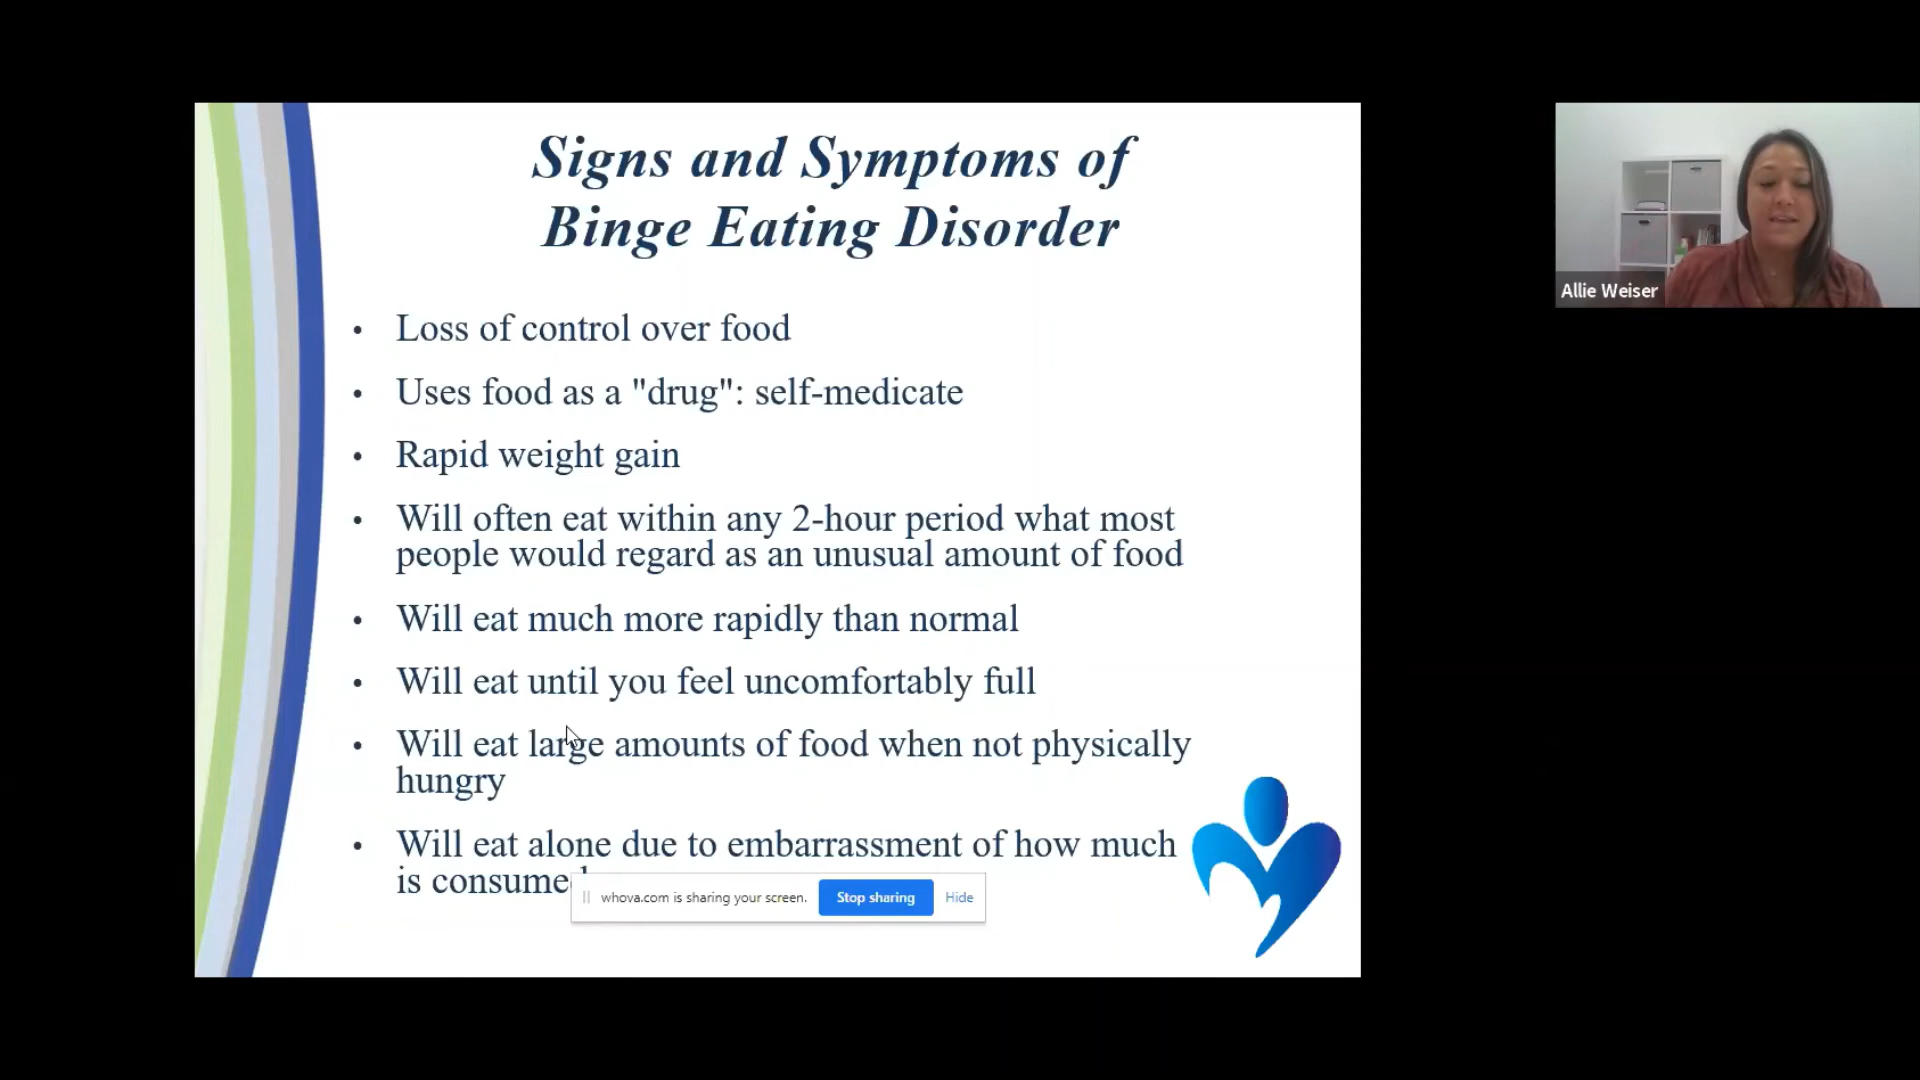 Signs and Symptoms of
Binge Eating Disorder
• Loss of control over food
• Uses food as a "drug": self-medicate
• Rapid weight gain
• Will often eat within any 2-hour period what most
people would regard as an unusual amount of food
• Will eat much more rapidly than normal
• Will eat until you feel uncomfortably full
• Will eat large amounts of food when not physically
hungry
• Will eat alone due to embarrassment of how much
is consumed
whova.com is sharing your screen.
Stop sharing
Hide
Allie Weiser